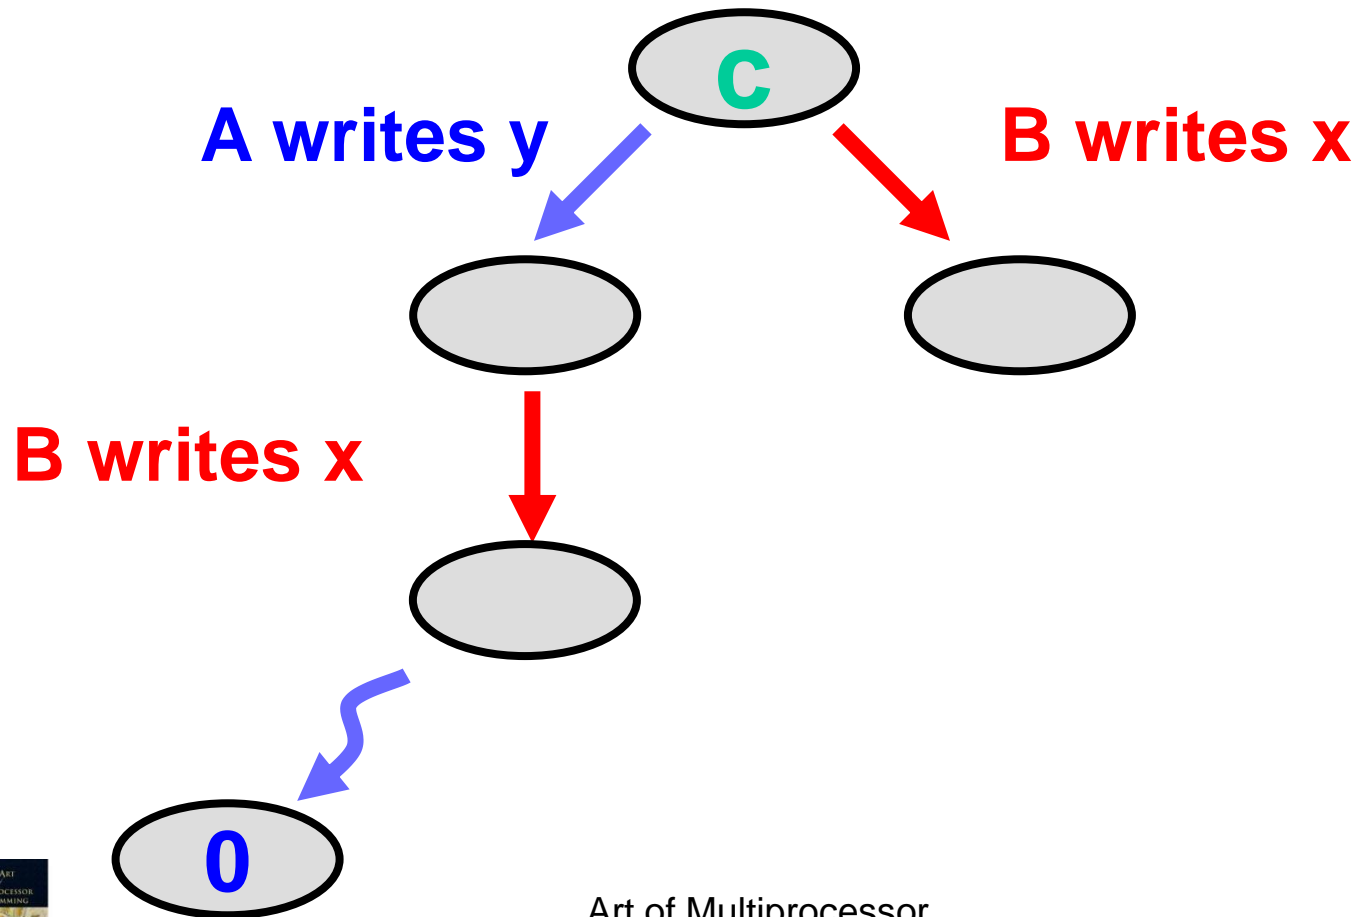 c
A writes y
B writes x
B writes x
0
Art of Multiprocessor